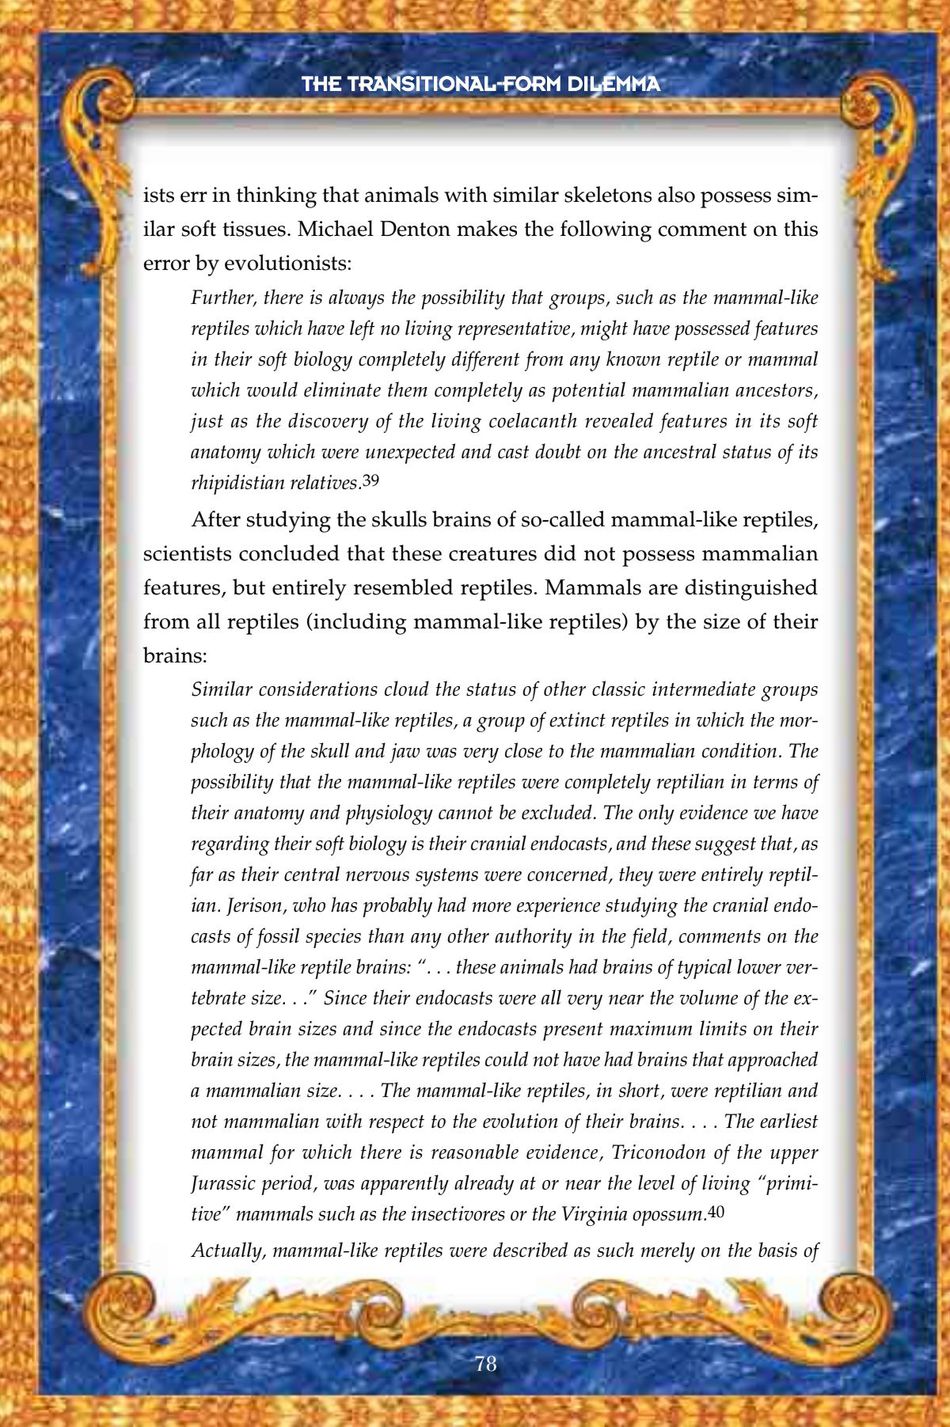 THE TRANSITIONAL-FORM DILEMMA
ists err in thinking that animals with similar skeletons also possess sim-
ilar soft tissues. Michael Denton makes the following comment on this
error by evolutionists:
Further, there is always the possibility that groups, such as the mammal-like
reptiles which have left no living representative, might have possessed features
in their soft biology completely different from any known reptile or mammal
which would eliminate them completely as potential mammalian ancestors,
just as the discovery of the living coelacanth revealed features in its soft
anatomy which were unexpected and cast doubt on the ancestral status of its
rhipidistian relatives.39
After studying the skulls brains of so-called mammal-like reptiles,
scientists concluded that these creatures did not possess mammalian
features, but entirely resembled reptiles. Mammals are distinguished
from all reptiles (including mammal-like reptiles) by the size of their
brains:
Similar considerations cloud the status of other classic intermediate groups
such as the mammal-like reptiles, a group of extinct reptiles in which the mor-
phology of the skull and jaw was very close to the mammalian condition. The
possibility that the mammal-like reptiles were completely reptilian in terms of
their anatomy and physiology cannot be excluded. The only evidence we have
regarding their soft biology is their cranial endocasts, and these suggest that, as
far as their central nervous systems were concerned, they were entirely reptil-
ian. Jerison, who has probably had more experience studying the cranial endo-
casts of fossil species than any other authority in the field, comments on the
mammal-like reptile brains: “. . . these animals had brains of typical lower ver-
tebrate size. . .” Since their endocasts were all very near the volume of the ex-
pected brain sizes and since the endocasts present maximum limits on their
brain sizes, the mammal-like reptiles could not have had brains that approached
a mammalian size. . . . The mammal-like reptiles, in short, were reptilian and
not mammalian with respect to the evolution of their brains. . . . The earliest
mammal for which there is reasonable evidence, Triconodon of the upper
Jurassic period, was apparently already at or near the level of living “primi-
tive” mammals such as the insectivores or the Virginia opossum.40
Actually, mammal-like reptiles were described as such merely on the basis of
78